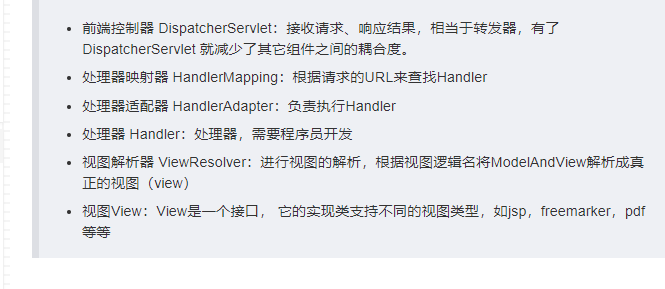 前端控制器 DispatcherServlet：接收请求、响应结果，相当于转发器，有了
DispatcherServlet 就减少了其它组件之间的耦合度。
处理器映射器 HandlerMapping：根据请求的URL来查找Handler
处理器适配器 HandlerAdapter：负责执行Handler
处理器 Handler：处理器，需要程序员开发
视图解析器 ViewResolver：进行视图的解析，根据视图逻辑名将ModelAndView解析成真
正的视图（view）
视图View：View是一个接口， 它的实现类支持不同的视图类型，如jsp，freemarker，pdf
等等